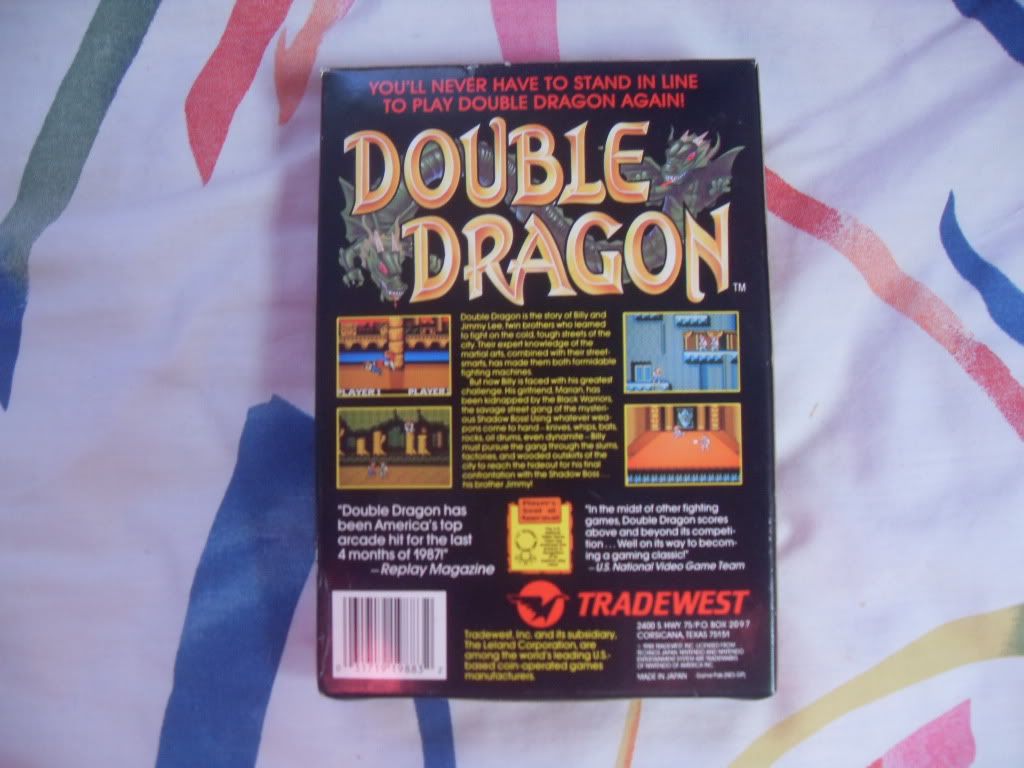 YOU'LL NEVER HAVE TO STAND IN LINE
TO PLAY DOUBLE DRAGON AGAIN!
DOUBLE
DRAGON
TM
Double Dragon is the story of Billy and
Jimmy Lee, twin brothers who learned
to fight on the cold, tough streets of the
city. Their expert knowledge of the
martial arts, combined with their street-
smarts, has made them both formidable
fighting machines.
But now Billy is faced with his greatest
challenge. His girlfriend, Marian, has
been kidnapped by the Black Warriors,
the savage street gang of the mysteri-
ous Shadow Boss! Using whatever wea-
pons come to hand – knives, whips, bats,
rocks, oil drums, even dynamite – Billy
must pursue the gang through the slums,
factories, and wooded outskirts of the
city to reach the hideout for his final
confrontation with the Shadow Boss ...
his brother Jimmy!
PLAYER 1 PLAYER
"Double Dragon has
been America's top
arcade hit for the last
4 months of 1987!"
– Replay Magazine
"In the midst of other fighting
games, Double Dragon scores
above and beyond its competi-
tion . . . Well on its way to becom-
ing a gaming classic!"
– U.S. National Video Game Team
TRADEWEST
2400 S. HWY 75/P.O. BOX 2097
CORSICANA, TEXAS 75151
Tradewest, Inc. and its subsidiary,
The Leland Corporation, are
among the world's leading U.S.-
based coin-operated games
manufacturers.
MADE IN JAPAN